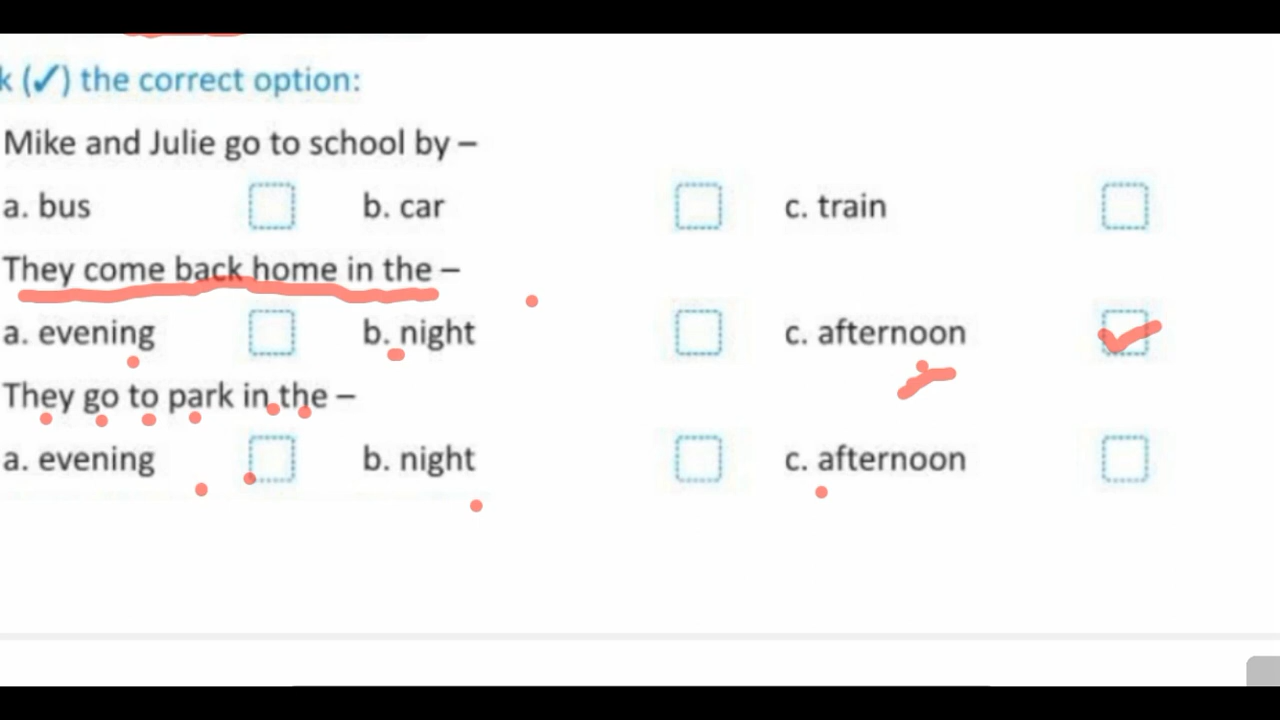 k (✓) the correct option:
Mike and Julie go to school by –
a. bus b. car c. train
They come back home in the –
a. evening b. night c. afternoon
They go to park in the –
a. evening b. night c. afternoon